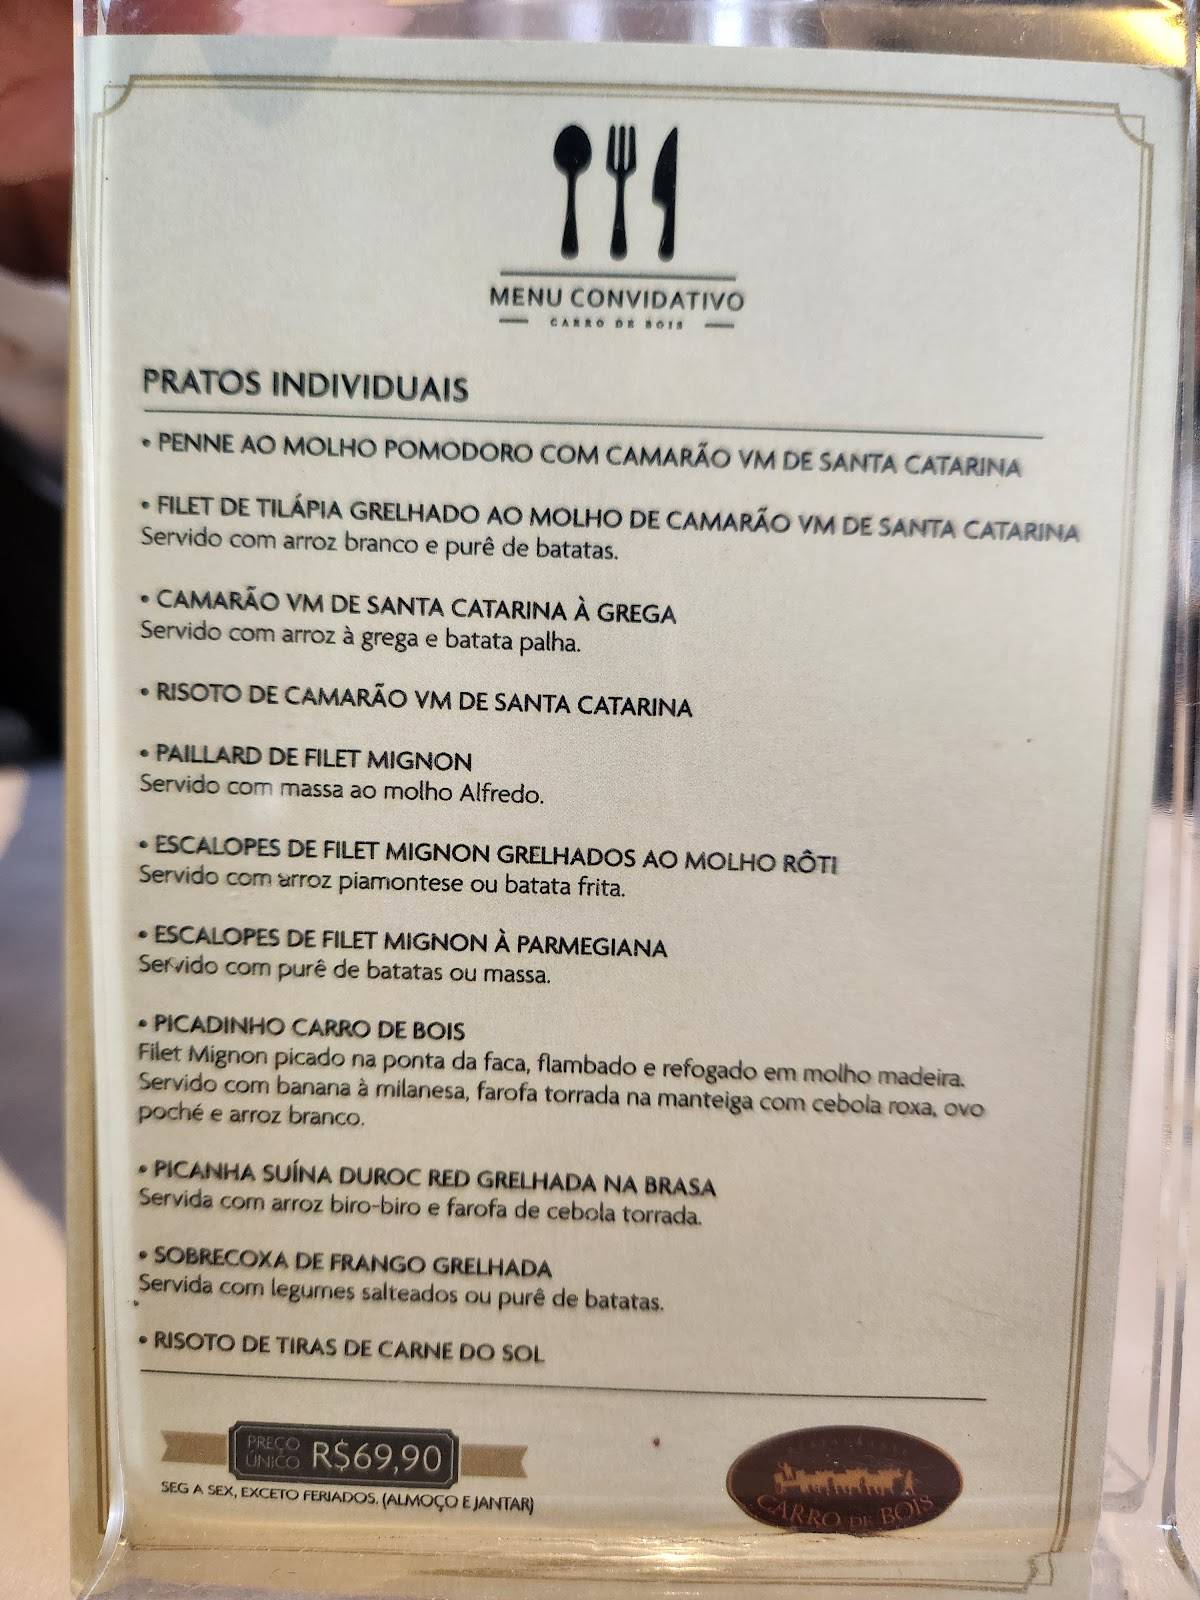 MENU CONVIDATIVO
CARRO DE BOIS
PRATOS INDIVIDUAIS
• PENNE AO MOLHO POMODORO COM CAMARÃO VM DE SANTA CATARINA
• FILET DE TILÁPIA GRELHADO AO MOLHO DE CAMARÃO VM DE SANTA CATARINA
Servido com arroz branco e purê de batatas.
• CAMARÃO VM DE SANTA CATARINA À GREGA
Servido com arroz à grega e batata palha.
• RISOTO DE CAMARÃO VM DE SANTA CATARINA
• PAILLARD DE FILET MIGNON
Servido com massa ao molho Alfredo.
• ESCALOPES DE FILET MIGNON GRELHADOS AO MOLHO RÔTI
Servido com arroz piamontese ou batata frita.
• ESCALOPES DE FILET MIGNON À PARMEGIANA
Servido com purê de batatas ou massa.
• PICADINHO CARRO DE BOIS
Filet Mignon picado na ponta da faca, flambado e refogado em molho madeira.
Servido com banana à milanesa, farofa torrada na manteiga com cebola roxa, ovo
poché e arroz branco.
• PICANHA SUÍNA DUROC RED GRELHADA NA BRASA
Servida com arroz biro-biro e farofa de cebola torrada.
• SOBRECOXA DE FRANGO GRELHADA
Servida com legumes salteados ou purê de batatas.
• RISOTO DE TIRAS DE CARNE DO SOL
PREÇO ÚNICO R$69,90
SEG A SEX, EXCETO FERIADOS. (ALMOÇO E JANTAR)
RESTAURANTE
CARRO DE BOIS